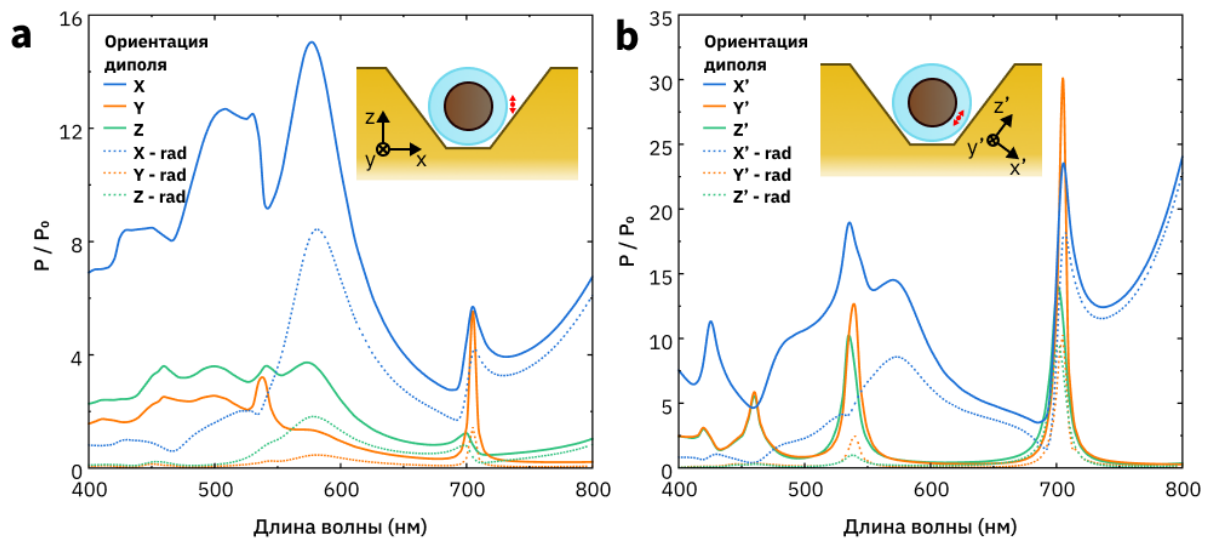 a
16
12
8
4
0
P / P₀
Ориентация
диполя
X
Y
Z
X - rad
Y - rad
Z - rad
z
y
x
400
500
600
700
800
Длина волны (нм)
b
35
30
25
20
15
10
5
0
P / P₀
Ориентация
диполя
X’
Y’
Z’
X’ - rad
Y’ - rad
Z’ - rad
z’
y’
x’
400
500
600
700
800
Длина волны (нм)